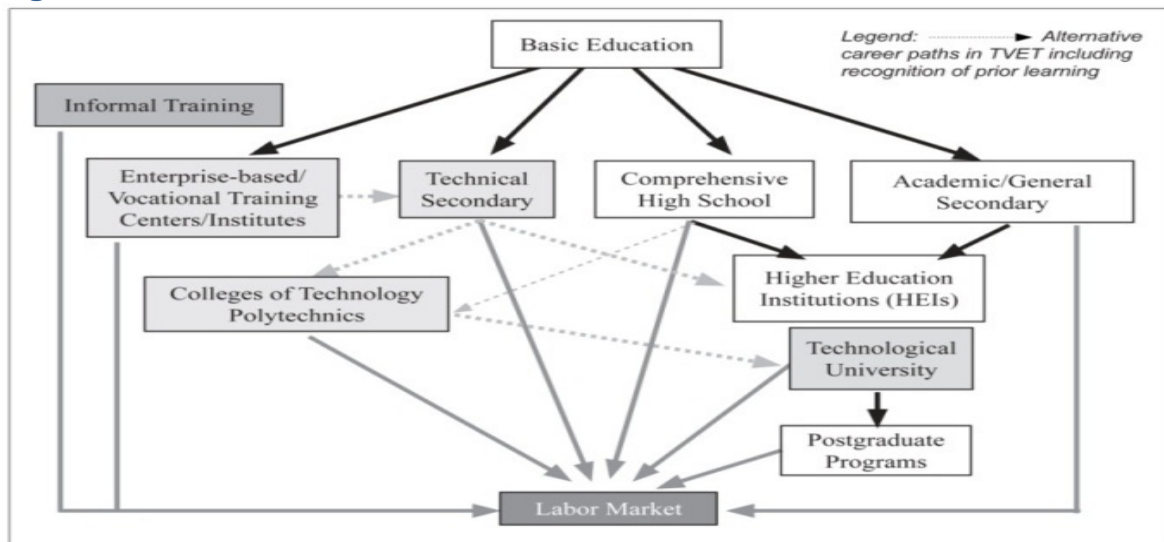 Basic Education
Legend: Alternative
career paths in TVET including
recognition of prior learning
Informal Training
Enterprise-based/
Vocational Training
Centers/Institutes
Technical
Secondary
Comprehensive
High School
Academic/General
Secondary
Colleges of Technology
Polytechnics
Higher Education
Institutions (HEIs)
Technological
University
Postgraduate
Programs
Labor Market